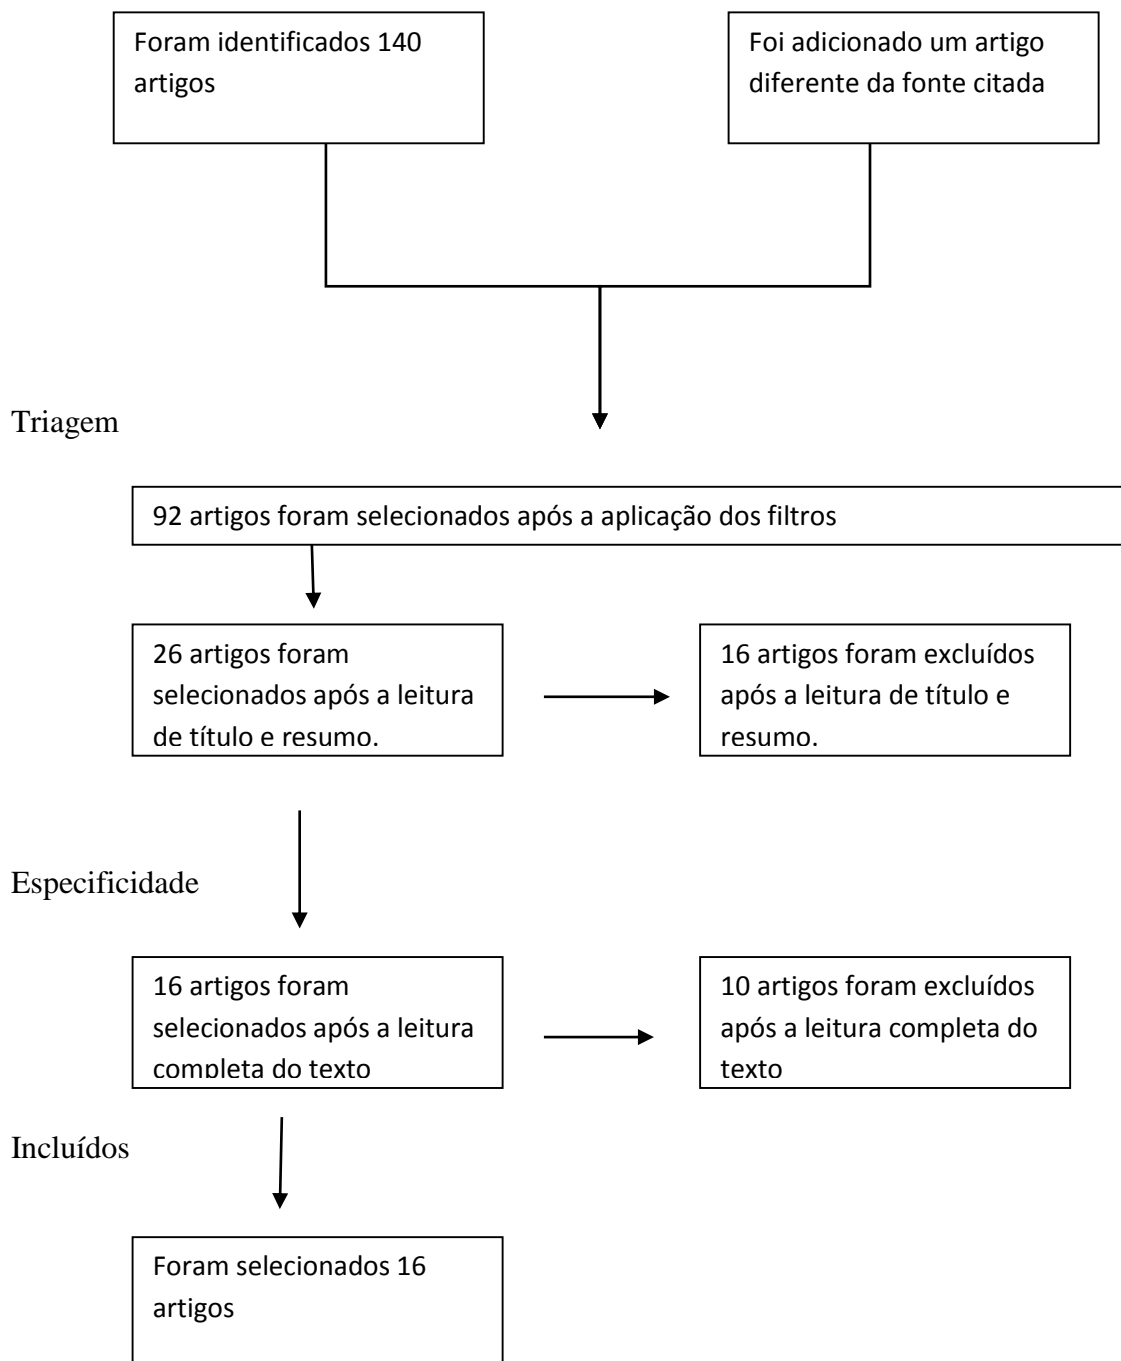 Foram identificados 140
artigos
Foi adicionado um artigo
diferente da fonte citada
Triagem
92 artigos foram selecionados após a aplicação dos filtros
26 artigos foram
selecionados após a leitura
de título e resumo.
16 artigos foram excluídos
após a leitura de título e
resumo.
Especificidade
16 artigos foram
selecionados após a leitura
completa do texto
10 artigos foram excluídos
após a leitura completa do
texto
Incluídos
Foram selecionados 16
artigos